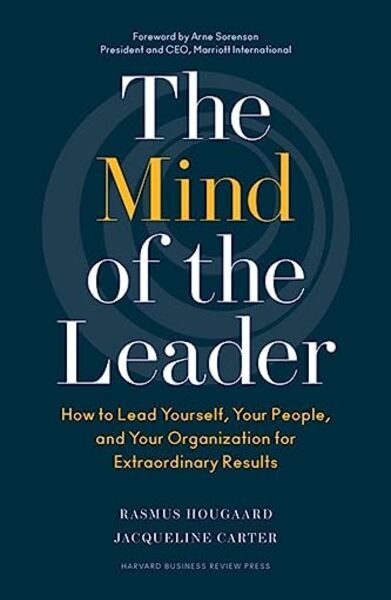 Foreword by Arne Sorenson
President and CEO, Marriott International
The
Mind
of the
Leader
How to Lead Yourself, Your People,
and Your Organization for
Extraordinary Results
RASMUS HOUGAARD
JACQUELINE CARTER
HARVARD BUSINESS REVIEW PRESS